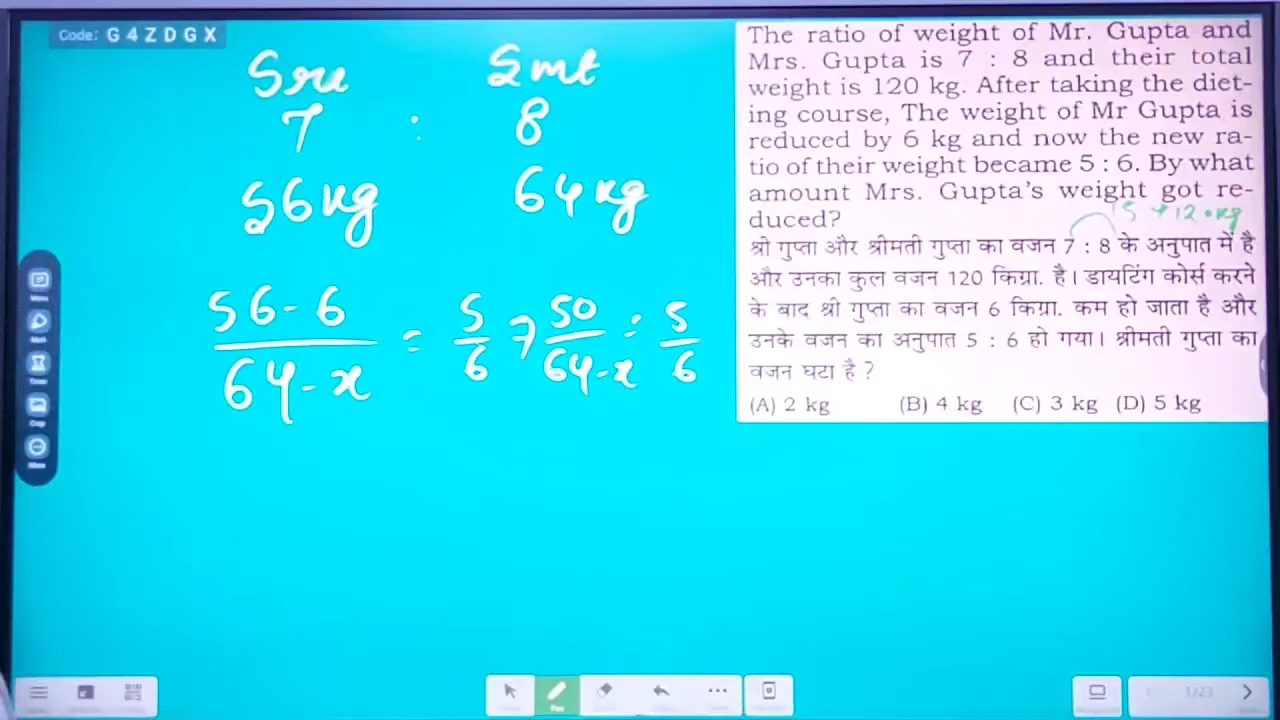 Code: G4ZDGX
Smt
7 : 8
56kg 64kg
56-6/64-x = 5/6 50/64-x = 5/6
The ratio of weight of Mr. Gupta and
Mrs. Gupta is 7 : 8 and their total
weight is 120 kg. After taking the diet-
ing course, The weight of Mr Gupta is
reduced by 6 kg and now the new ra-
tio of their weight became 5 : 6. By what
amount Mrs. Gupta's weight got re-
duced?
श्री गुप्ता और श्रीमती गुप्ता का वजन 7 : 8 के अनुपात में है
और उनका कुल वजन 120 किग्रा. है। डायटिंग कोर्स करने
के बाद श्री गुप्ता का वजन 6 किग्रा. कम हो जाता है और
उनके वजन का अनुपात 5 : 6 हो गया। श्रीमती गुप्ता का
वजन घटा है ?
(A) 2 kg (B) 4 kg (C) 3 kg (D) 5 kg
1/23